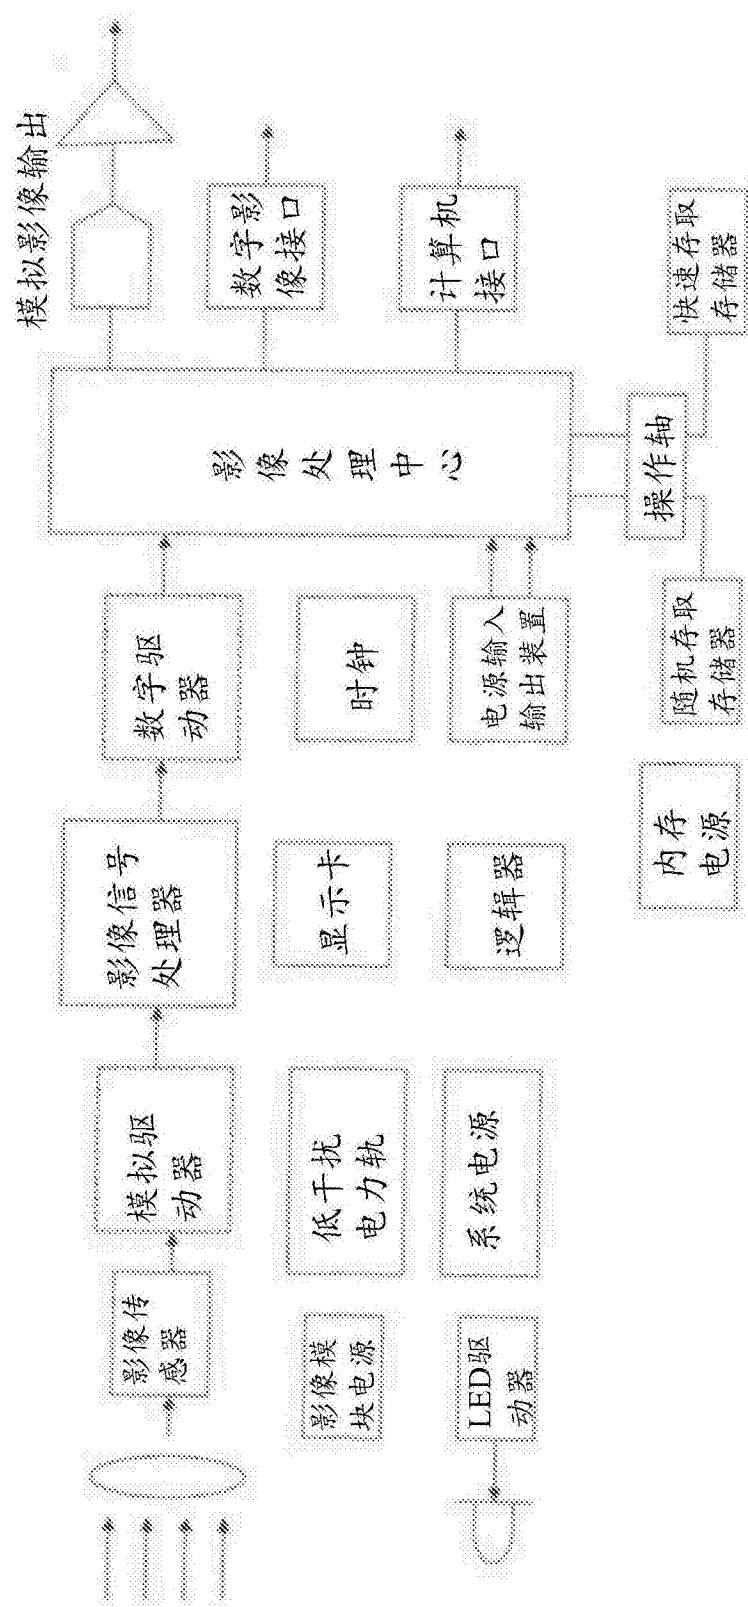 模拟影像输出
数字影
像接口
计算机
接口
快速存取
存储器
影像处理中心
操作轴
数字驱
动器
时钟
电源输入
输出装置
随机存取
存储器
影像信号
处理器
显示卡
逻辑器
内存
电源
模拟驱
动器
低干扰
电力轨
系统电源
影像传
感器
影像模
块电源
LED驱
动器